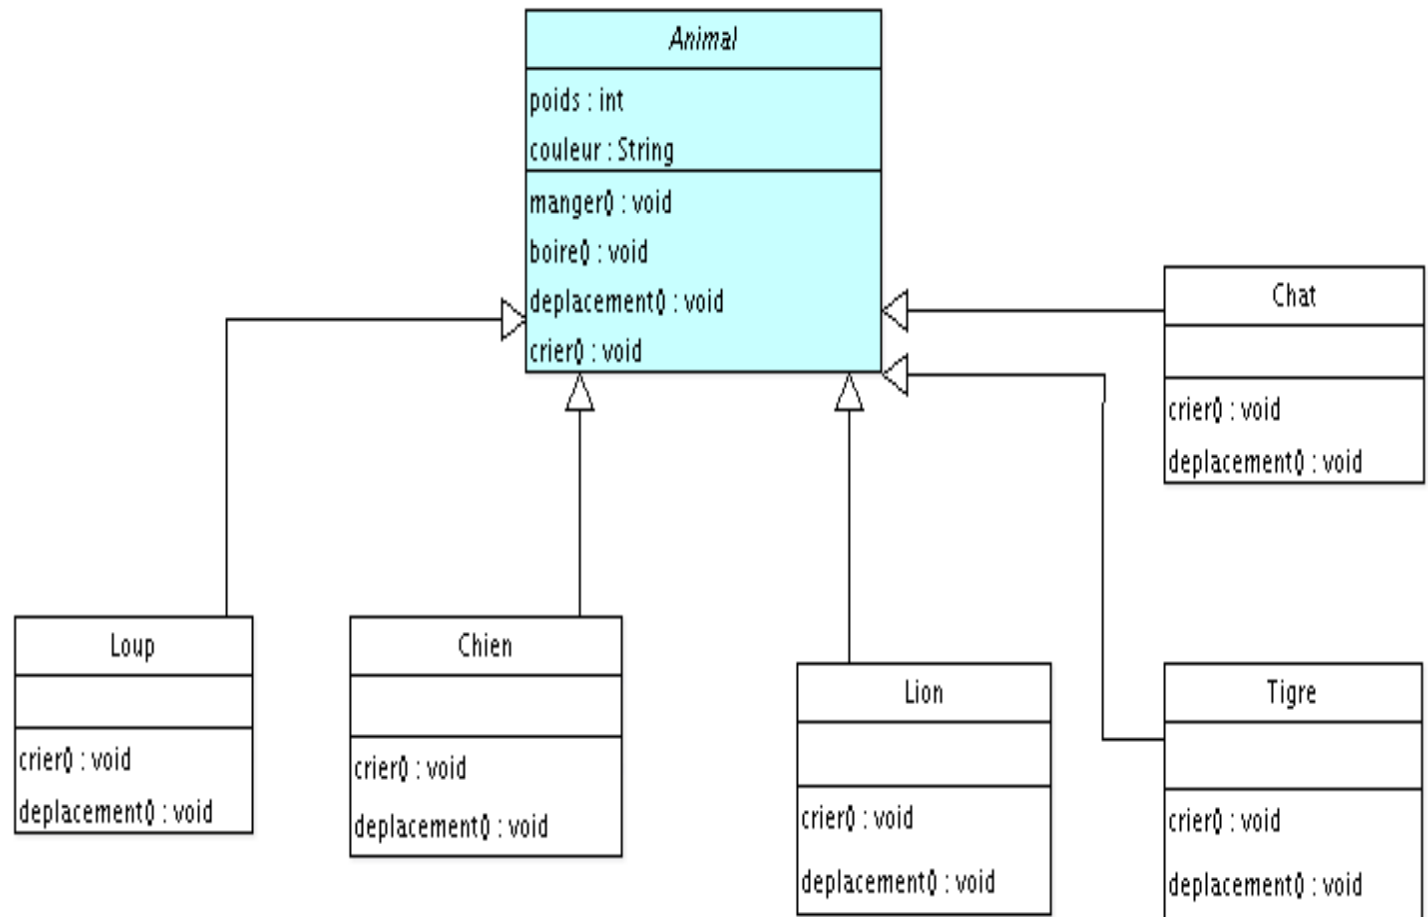 Animal
poids : int
couleur : String
manger() : void
boire() : void
deplacement() : void
crier() : void
Chat
crier() : void
deplacement() : void
Loup
crier() : void
deplacement() : void
Chien
crier() : void
deplacement() : void
Lion
crier() : void
deplacement() : void
Tigre
crier() : void
deplacement() : void